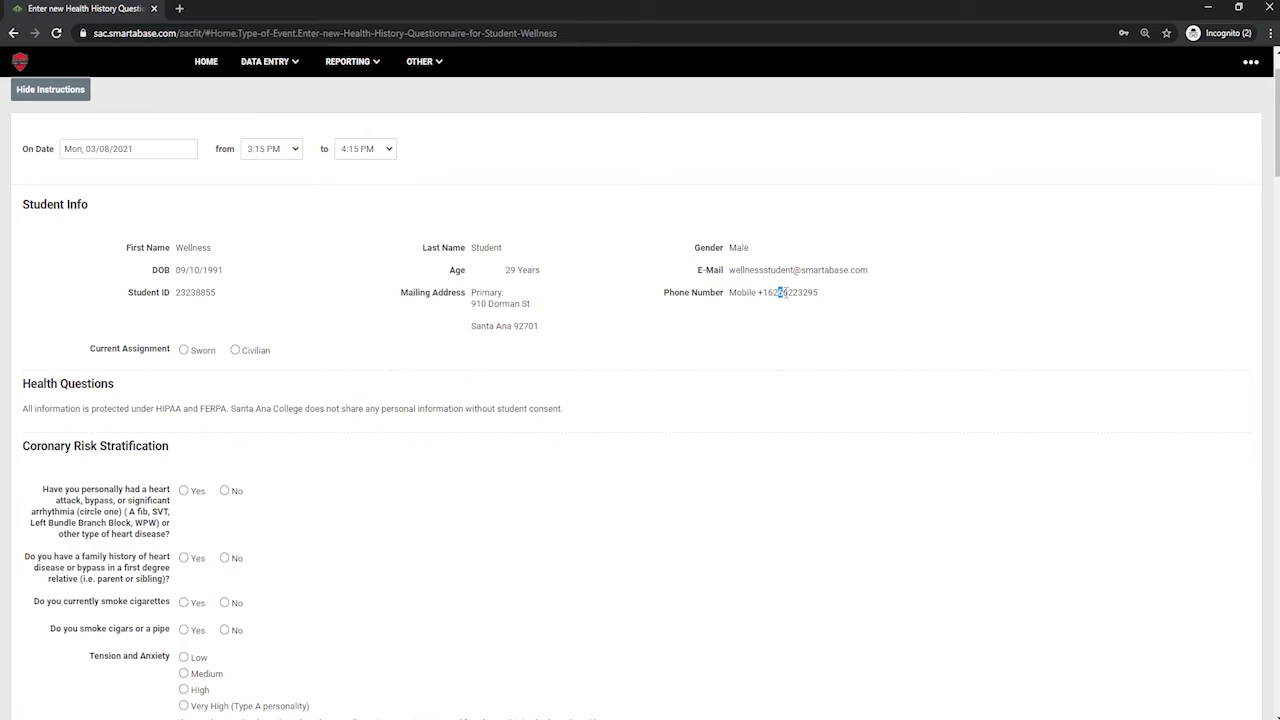 Enter new Health History Questi
sac.smartabase.com/sacfit/#Home.Type-of-Event.Enter-new-Health-History-Questionnaire-for-Student-Wellness
Incognito (2)
HOME DATA ENTRY REPORTING OTHER
Hide Instructions
On Date Mon, 03/08/2021 from 3:15 PM to 4:15 PM
Student Info
First Name Wellness Last Name Student Gender Male
DOB 09/10/1991 Age 29 Years E-Mail wellnessstudent@smartabase.com
Student ID 23238855 Mailing Address Primary: Phone Number Mobile +16266223295
910 Dorman St
Santa Ana 92701
Current Assignment Sworn Civilian
Health Questions
All information is protected under HIPAA and FERPA. Santa Ana College does not share any personal information without student consent.
Coronary Risk Stratification
Have you personally had a heart Yes No
attack, bypass, or significant
arrhythmia (circle one) ( A fib, SVT,
Left Bundle Branch Block, WPW) or
other type of heart disease?
Do you have a family history of heart Yes No
disease or bypass in a first degree
relative (i.e. parent or sibling)?
Do you currently smoke cigarettes Yes No
Do you smoke cigars or a pipe Yes No
Tension and Anxiety Low
Medium
High
Very High (Type A personality)